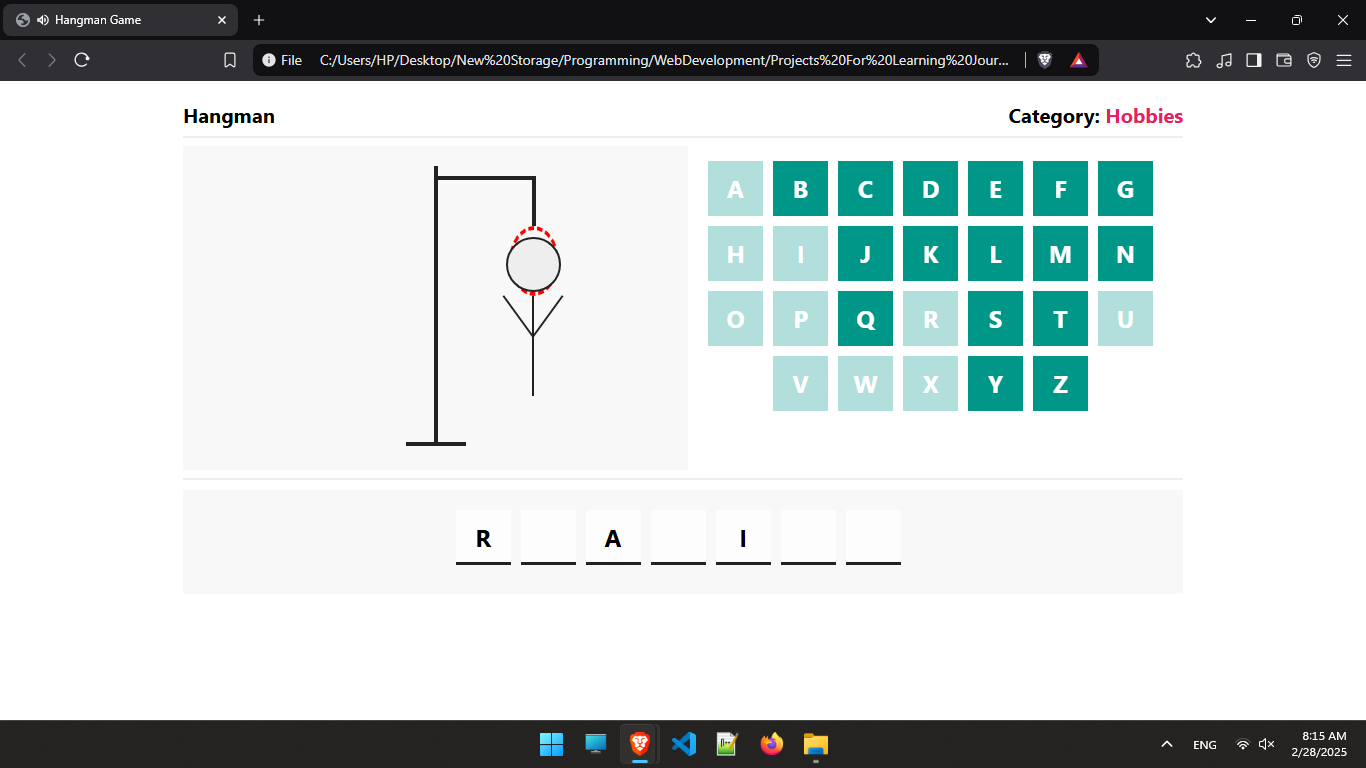 Hangman Game
File C:/Users/HP/Desktop/New%20Storage/Programming/WebDevelopment/Projects%20For%20Learning%20Jour...
Hangman
Category: Hobbies
A B C D E F G
H I J K L M N
O P Q R S T U
V W X Y Z
R A I
ENG
8:15 AM
2/28/2025